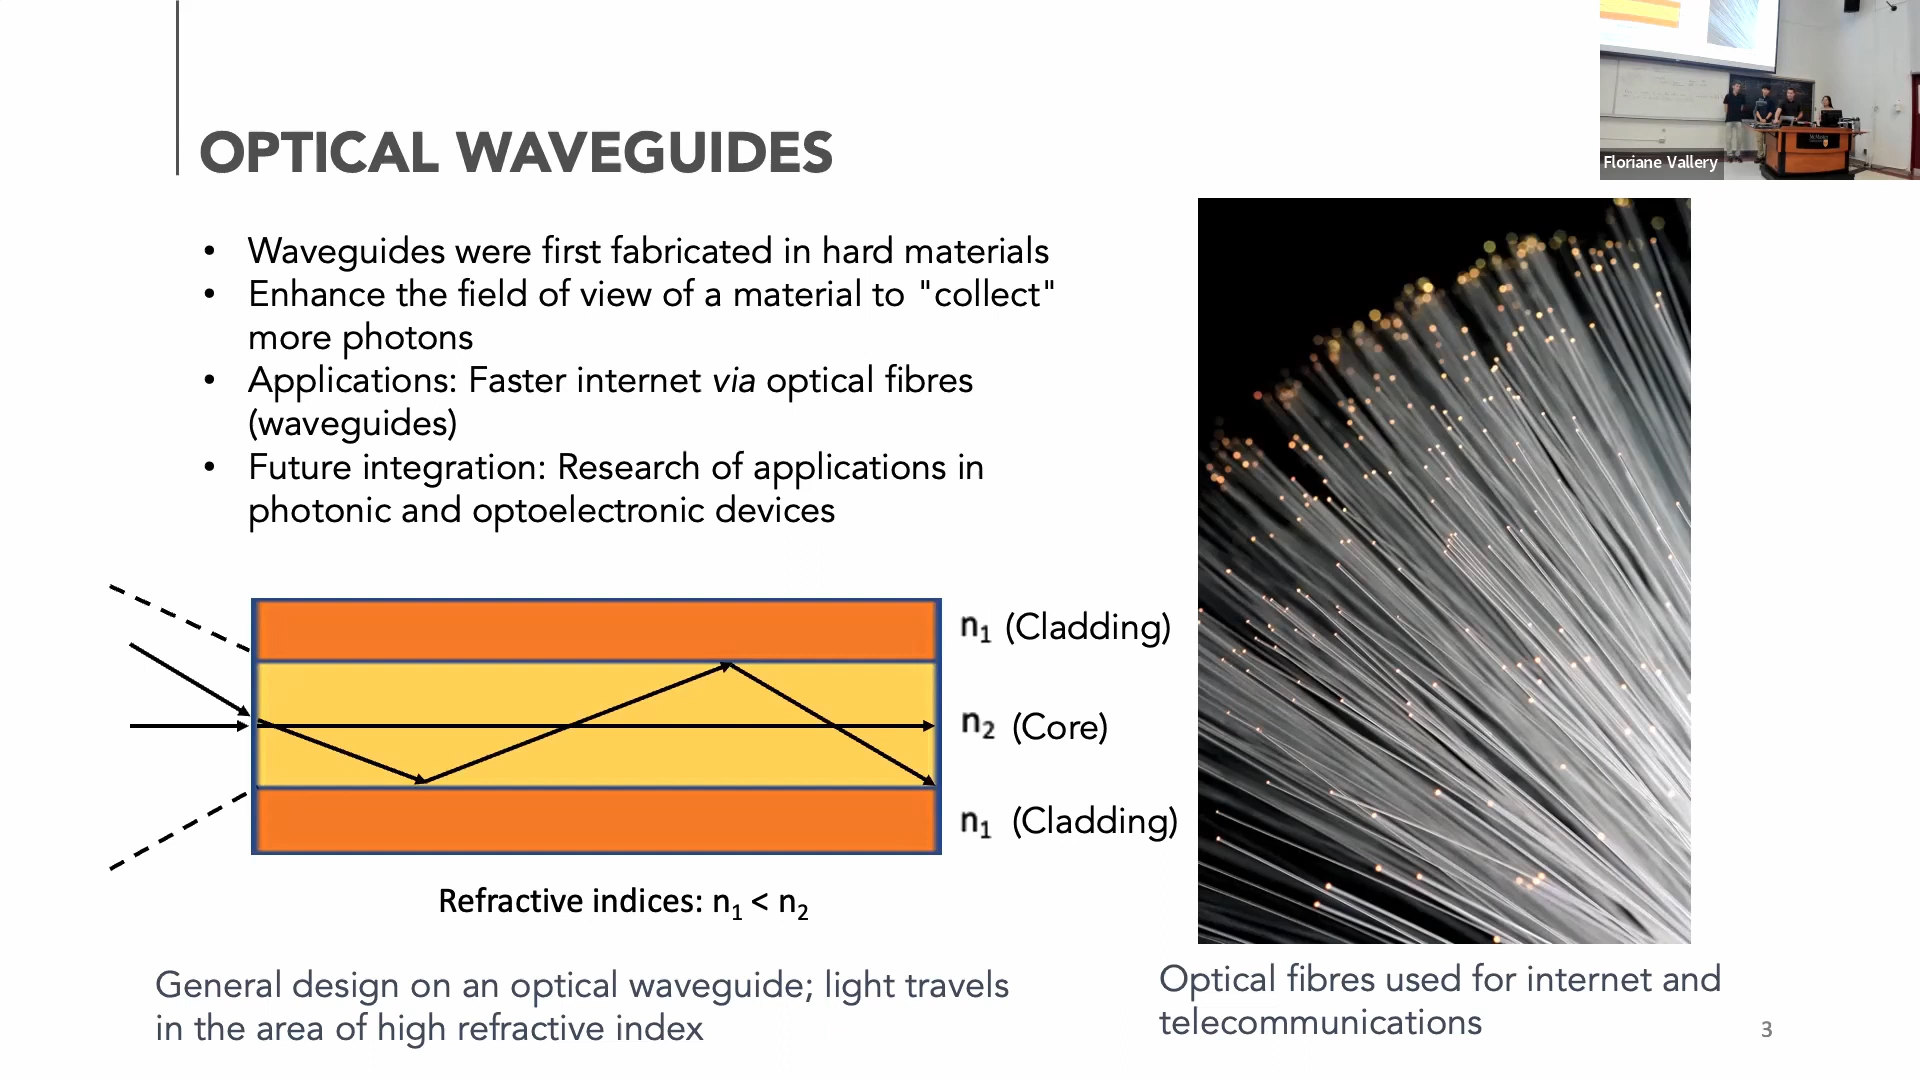 OPTICAL WAVEGUIDES
Floriane Vallery
• Waveguides were first fabricated in hard materials
• Enhance the field of view of a material to "collect"
more photons
• Applications: Faster internet via optical fibres
(waveguides)
• Future integration: Research of applications in
photonic and optoelectronic devices
n₁ (Cladding)
n₂ (Core)
n₁ (Cladding)
Refractive indices: n₁ < n₂
General design on an optical waveguide; light travels
in the area of high refractive index
Optical fibres used for internet and
telecommunications
3